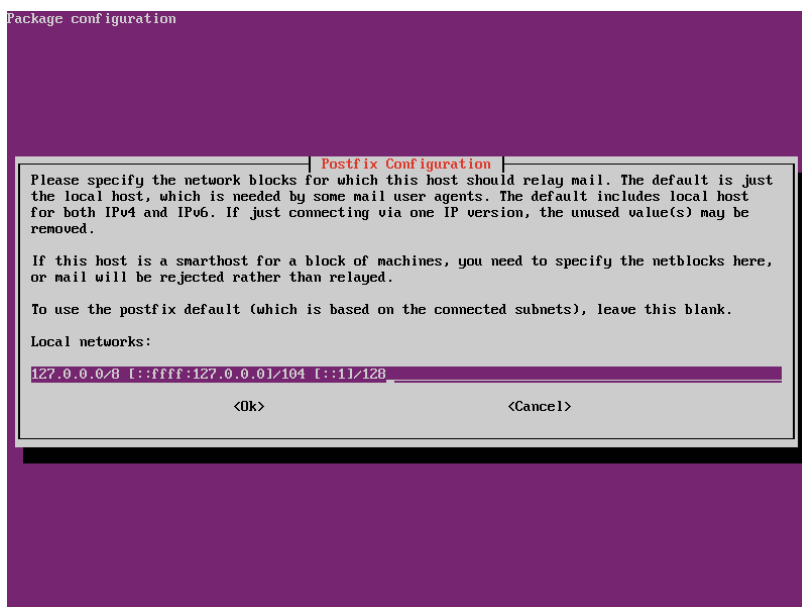 Package configuration
Postfix Configuration
Please specify the network blocks for which this host should relay mail. The default is just
the local host, which is needed by some mail user agents. The default includes local host
for both IPv4 and IPv6. If just connecting via one IP version, the unused value(s) may be
removed.
If this host is a smarthost for a block of machines, you need to specify the netblocks here,
or mail will be rejected rather than relayed.
To use the postfix default (which is based on the connected subnets), leave this blank.
Local networks:
127.0.0.0/8 [::ffff:127.0.0.0]/104 [::1]/128
<Ok> <Cancel>